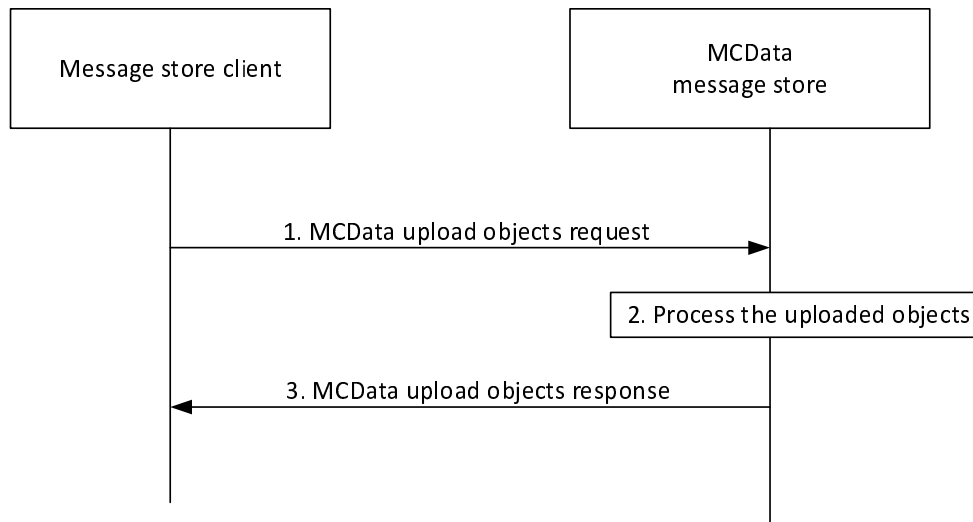 Message store client
MCData
message store
1. MCData upload objects request
2. Process the uploaded objects
3. MCData upload objects response